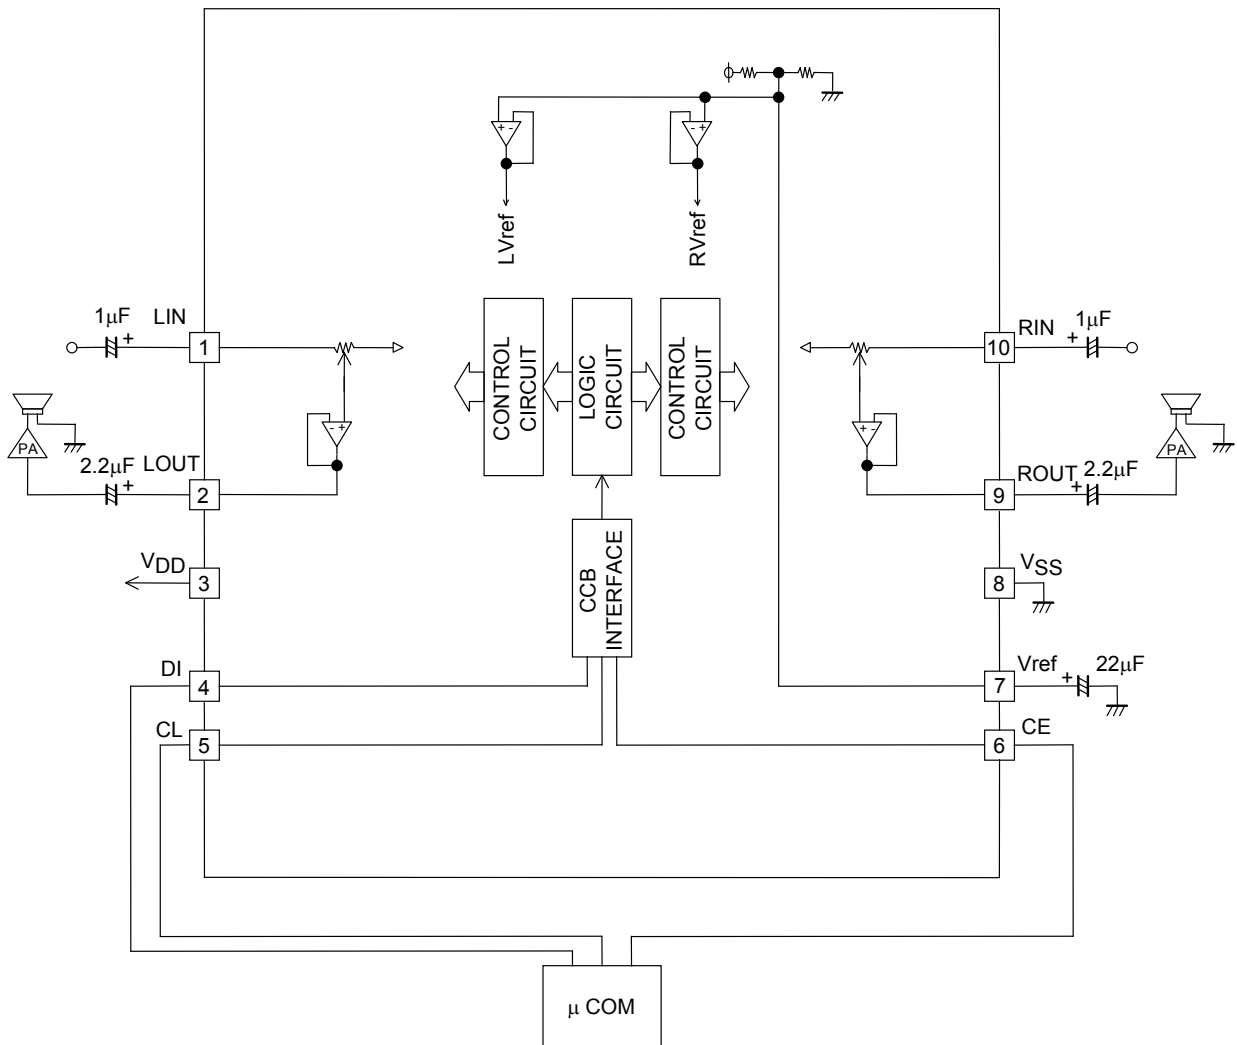 + -
- +
LVref
RVref
1μF
+
LIN
1
CONTROL CIRCUIT
LOGIC CIRCUIT
CONTROL CIRCUIT
10
RIN
+
1μF
- +
+ -
PA
2.2μF
+
LOUT
2
9
ROUT
+
2.2μF
PA
VDD
3
CCB INTERFACE
8
VSS
DI
4
7
Vref
+
22μF
CL
5
6
CE
μ COM